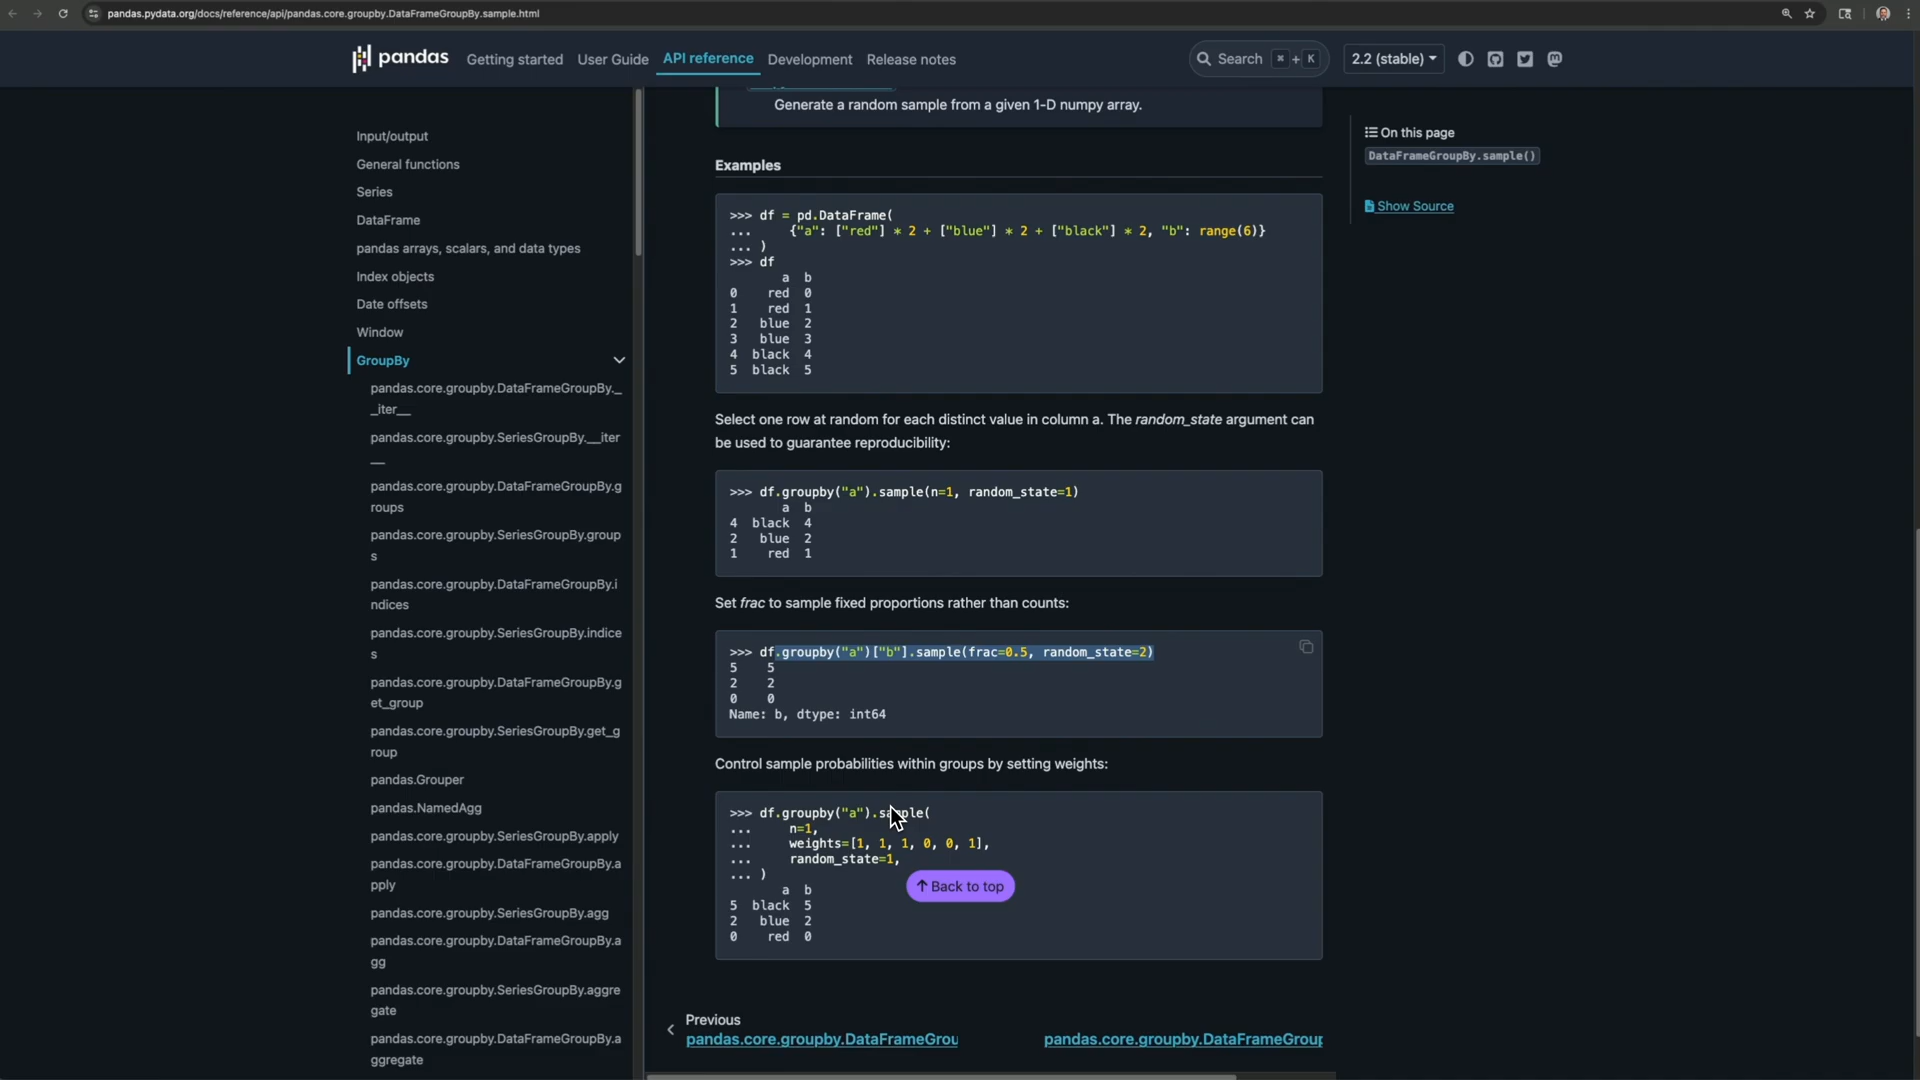 pandas.pydata.org/docs/reference/api/pandas.core.groupby.DataFrameGroupBy.sample.html
pandas
Getting started
User Guide
API reference
Development
Release notes
Search ⌘ + K
2.2 (stable)
Input/output
General functions
Series
DataFrame
pandas arrays, scalars, and data types
Index objects
Date offsets
Window
GroupBy
pandas.core.groupby.DataFrameGroupBy._
_iter__
pandas.core.groupby.SeriesGroupBy.__iter
__
pandas.core.groupby.DataFrameGroupBy.g
roups
pandas.core.groupby.SeriesGroupBy.group
s
pandas.core.groupby.DataFrameGroupBy.i
ndices
pandas.core.groupby.SeriesGroupBy.indice
s
pandas.core.groupby.DataFrameGroupBy.g
et_group
pandas.core.groupby.SeriesGroupBy.get_g
roup
pandas.Grouper
pandas.NamedAgg
pandas.core.groupby.SeriesGroupBy.apply
pandas.core.groupby.DataFrameGroupBy.a
pply
pandas.core.groupby.SeriesGroupBy.agg
pandas.core.groupby.DataFrameGroupBy.a
gg
pandas.core.groupby.SeriesGroupBy.aggre
gate
pandas.core.groupby.DataFrameGroupBy.a
ggregate
Generate a random sample from a given 1-D numpy array.
Examples
>>> df = pd.DataFrame(
...     {"a": ["red"] * 2 + ["blue"] * 2 + ["black"] * 2, "b": range(6)}
... )
>>> df
       a  b
0    red  0
1    red  1
2   blue  2
3   blue  3
4  black  4
5  black  5
Select one row at random for each distinct value in column a. The random_state argument can
be used to guarantee reproducibility:
>>> df.groupby("a").sample(n=1, random_state=1)
       a  b
4  black  4
2   blue  2
1    red  1
Set frac to sample fixed proportions rather than counts:
>>> df.groupby("a")["b"].sample(frac=0.5, random_state=2)
5    5
2    2
0    0
Name: b, dtype: int64
Control sample probabilities within groups by setting weights:
>>> df.groupby("a").sample(
...     n=1,
...     weights=[1, 1, 1, 0, 0, 1],
...     random_state=1,
... )
       a  b
5  black  5
2   blue  2
0    red  0
↑ Back to top
Previous
pandas.core.groupby.DataFrameGrou
pandas.core.groupby.DataFrameGroup
On this page
DataFrameGroupBy.sample()
Show Source